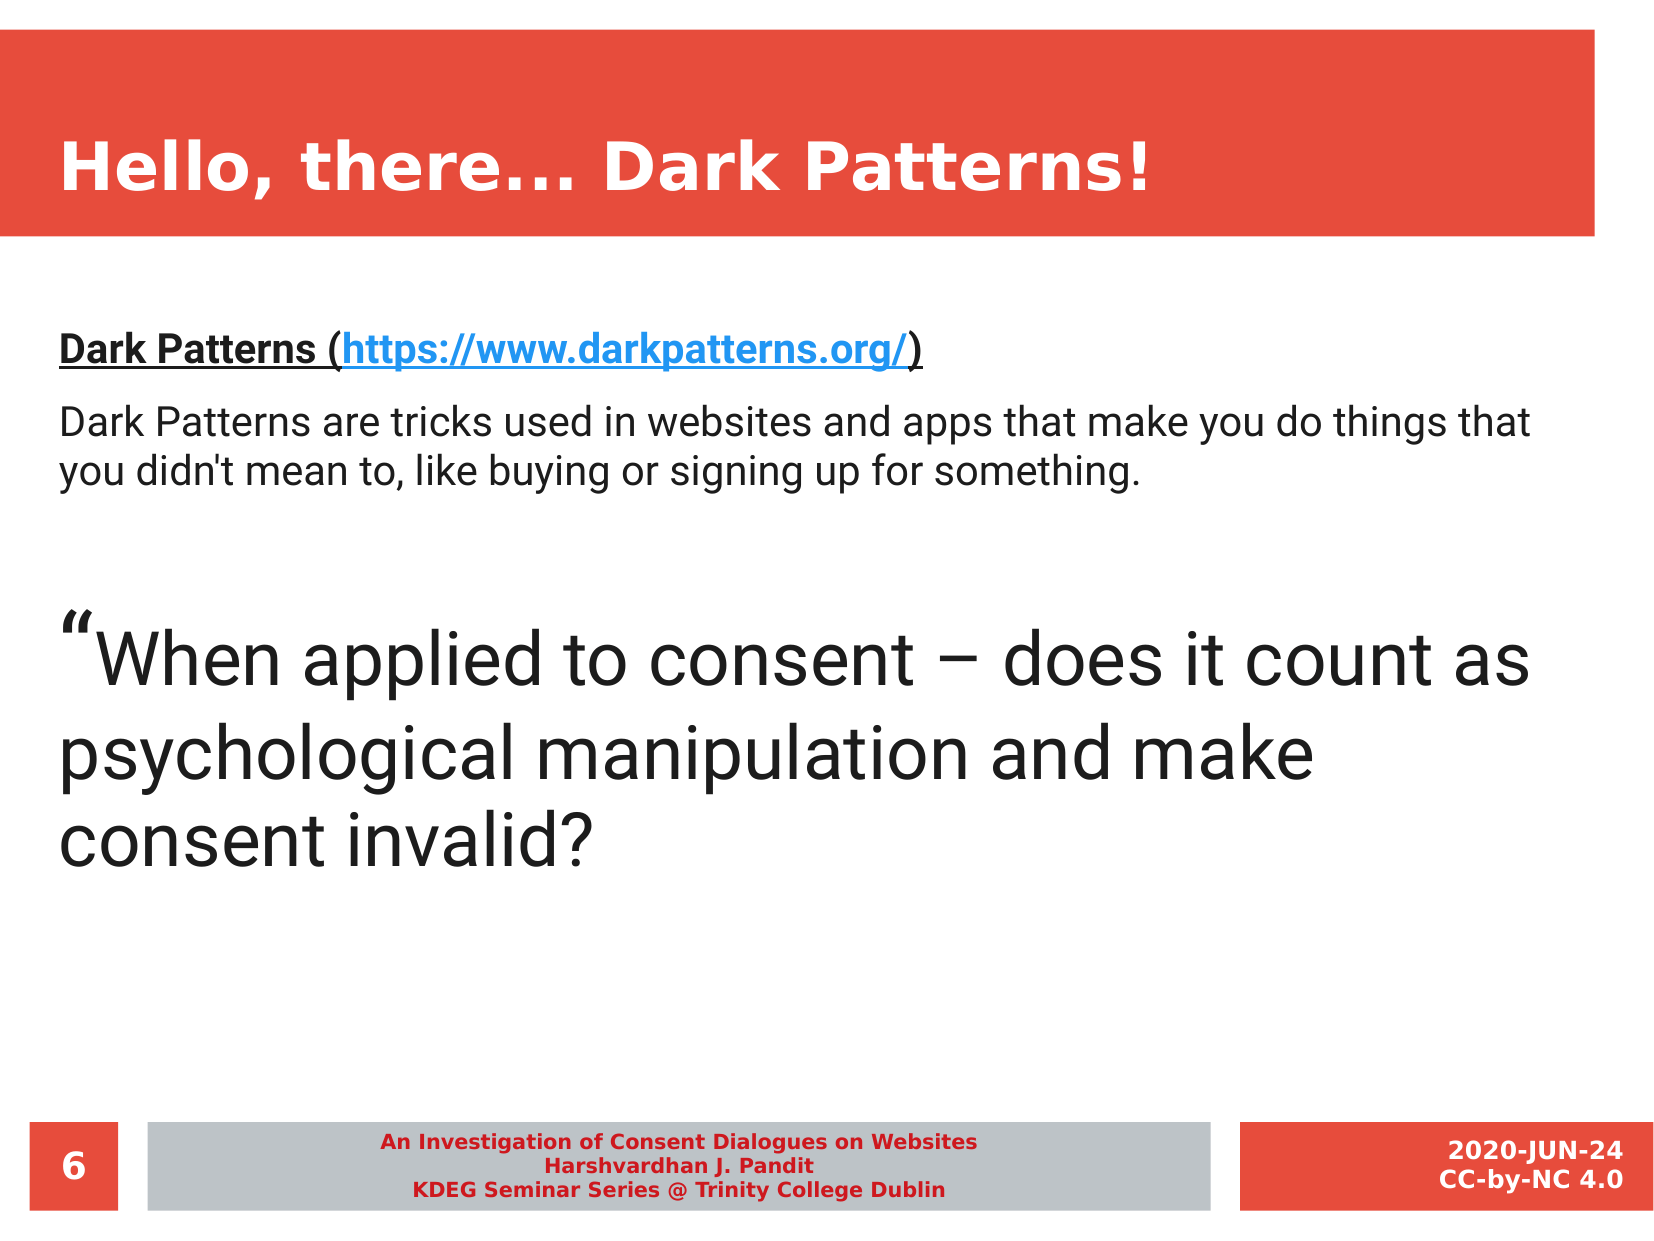 Hello, there... Dark Patterns!
Dark Patterns (https://www.darkpatterns.org/)
Dark Patterns are tricks used in websites and apps that make you do things that
you didn't mean to, like buying or signing up for something.
“When applied to consent – does it count as
psychological manipulation and make
consent invalid?
6
An Investigation of Consent Dialogues on Websites
Harshvardhan J. Pandit
KDEG Seminar Series @ Trinity College Dublin
2020-JUN-24
CC-by-NC 4.0